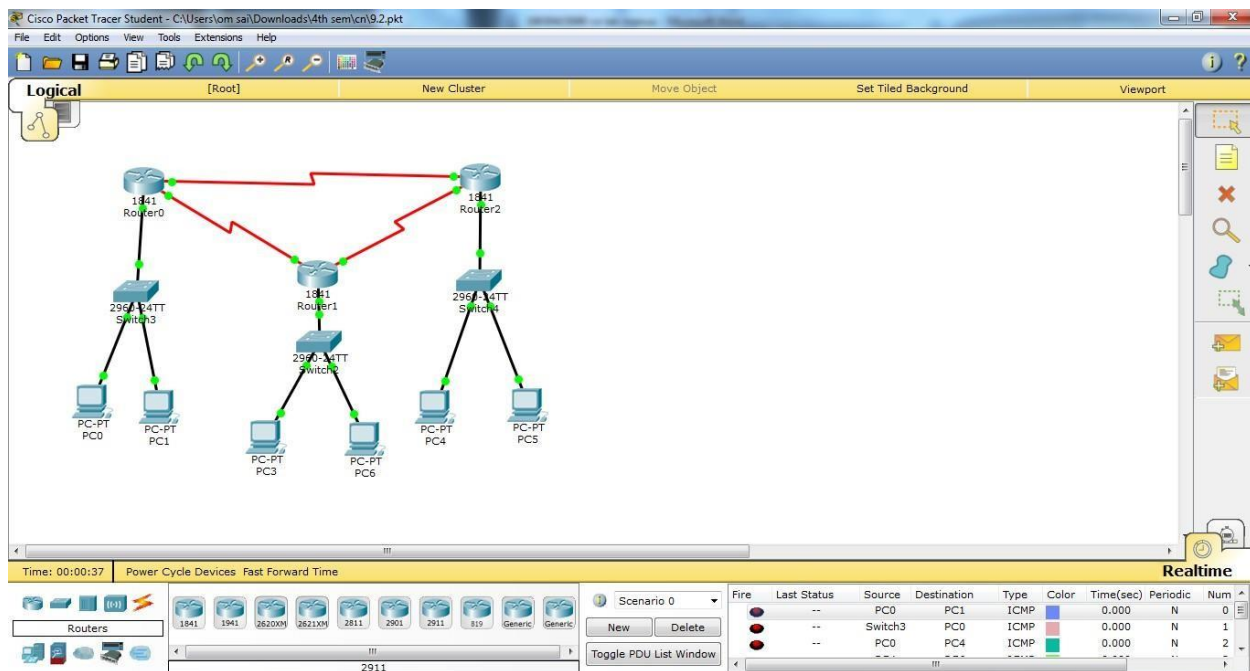 Cisco Packet Tracer Student - C:\Users\om sai\Downloads\4th sem\cn\9.2.pkt
File Edit Options View Tools Extensions Help
Logical [Root] New Cluster Move Object Set Tiled Background Viewport
1841
Router0
1841
Router2
1841
Router1
2960-24TT
Switch3
2960-24TT
Switch4
2960-24TT
Switch2
PC-PT
PC0
PC-PT
PC1
PC-PT
PC4
PC-PT
PC5
PC-PT
PC3
PC-PT
PC6
Time: 00:00:37 Power Cycle Devices Fast Forward Time Realtime
Routers
1841 1941 2620XM 2621XM 2811 2901 2911 819 Generic Generic
2911
Scenario 0
New Delete
Toggle PDU List Window
Fire Last Status Source Destination Type Color Time(sec) Periodic Num
-- PC0 PC1 ICMP 0.000 N 0
-- Switch3 PC0 ICMP 0.000 N 1
-- PC0 PC4 ICMP 0.000 N 2